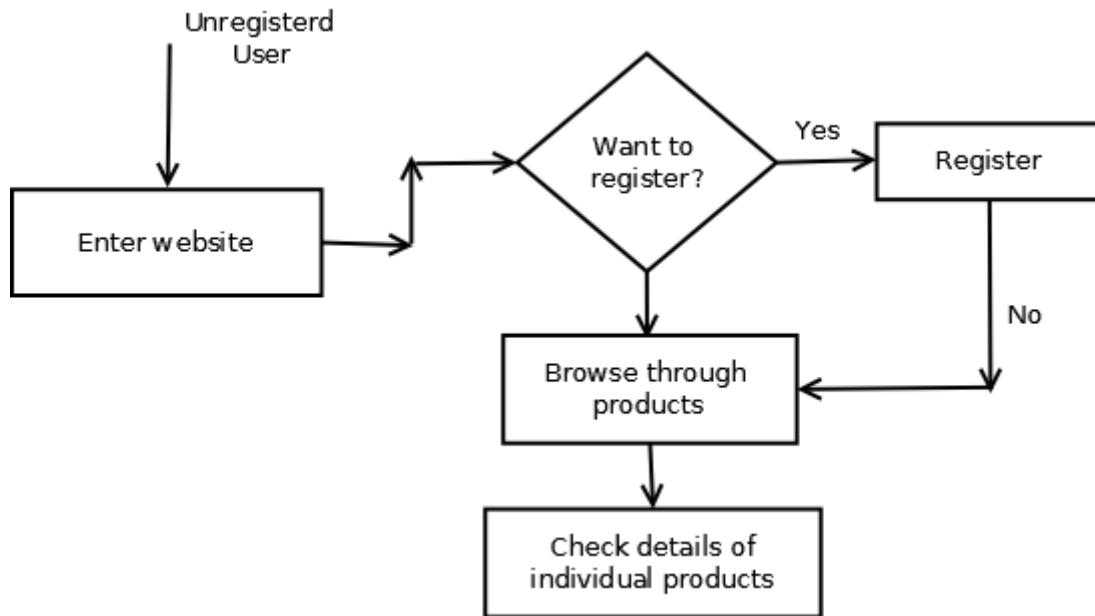 Unregisterd
User
Enter website
Want to
register?
Yes
Register
No
Browse through
products
Check details of
individual products